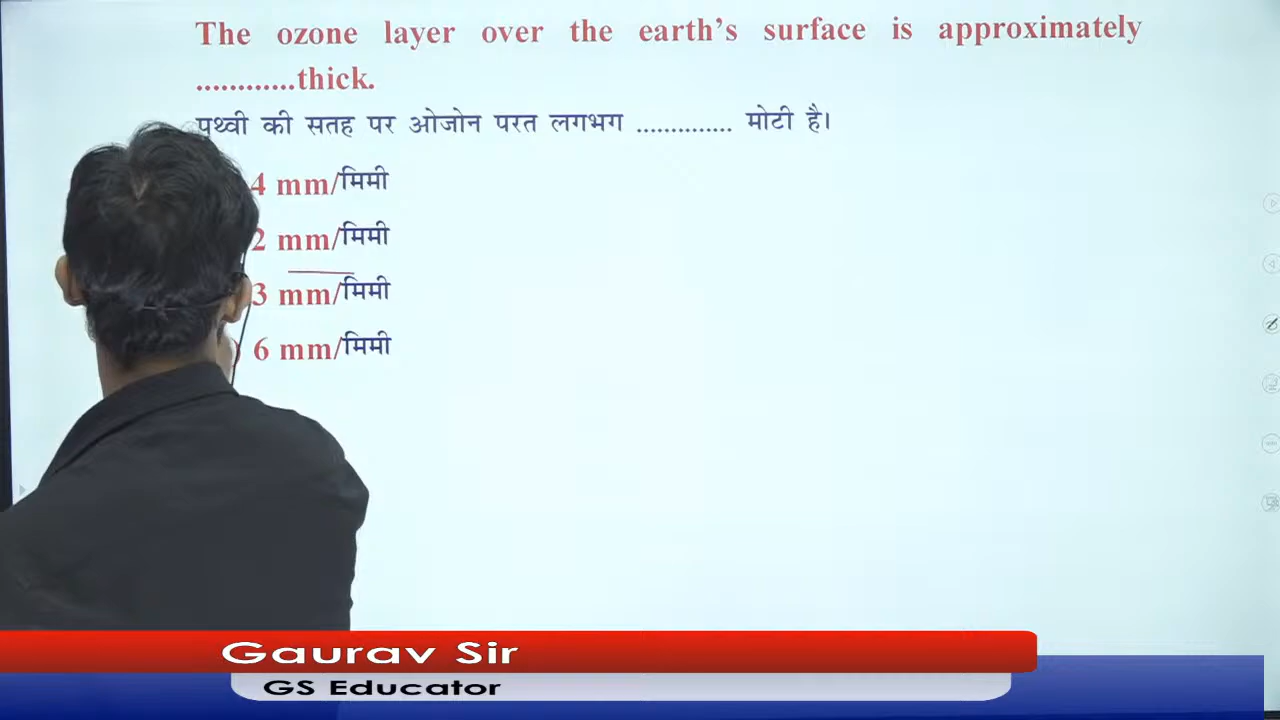 The ozone layer over the earth’s surface is approximately
............thick.
पृथ्वी की सतह पर ओजोन परत लगभग .............. मोटी है।
4 mm/मिमी
2 mm/मिमी
3 mm/मिमी
) 6 mm/मिमी
Gaurav Sir
GS Educator